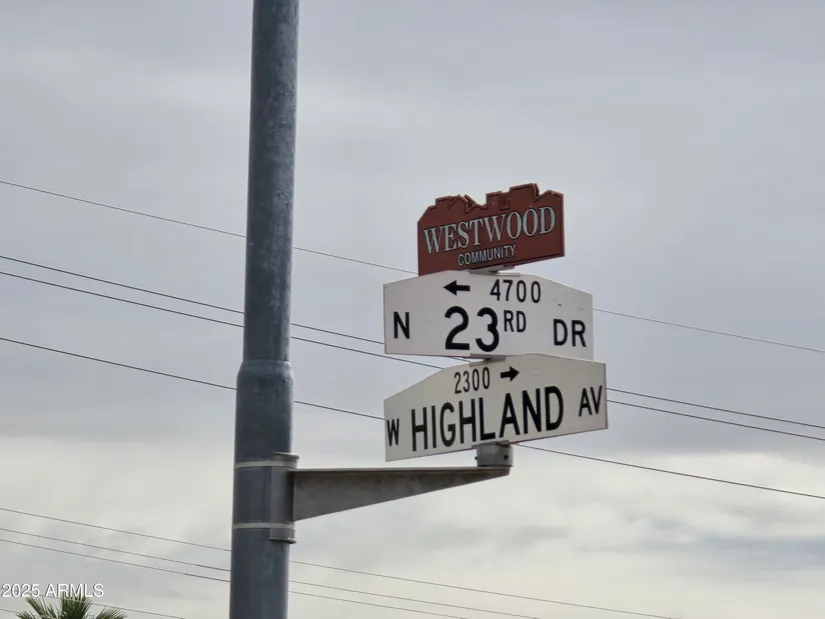 WESTWOOD
COMMUNITY
← 4700
N 23RD DR
2300 →
W HIGHLAND AV
2025 ARMLS